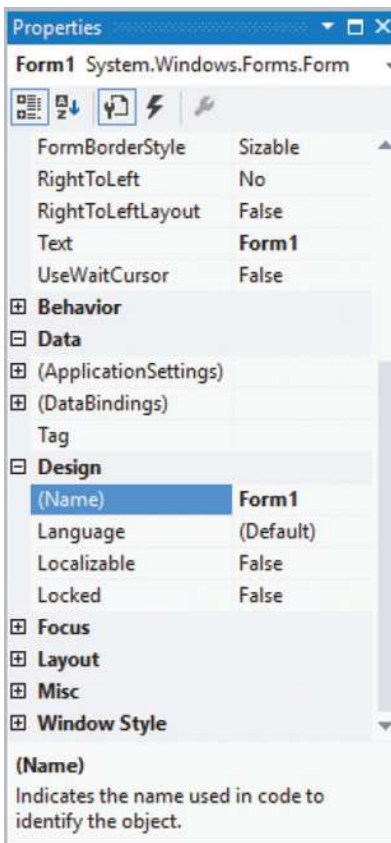 Properties
Form1 System.Windows.Forms.Form
FormBorderStyle Sizable
RightToLeft No
RightToLeftLayout False
Text Form1
UseWaitCursor False
Behavior
Data
(ApplicationSettings)
(DataBindings)
Tag
Design
(Name) Form1
Language (Default)
Localizable False
Locked False
Focus
Layout
Misc
Window Style
(Name)
Indicates the name used in code to
identify the object.